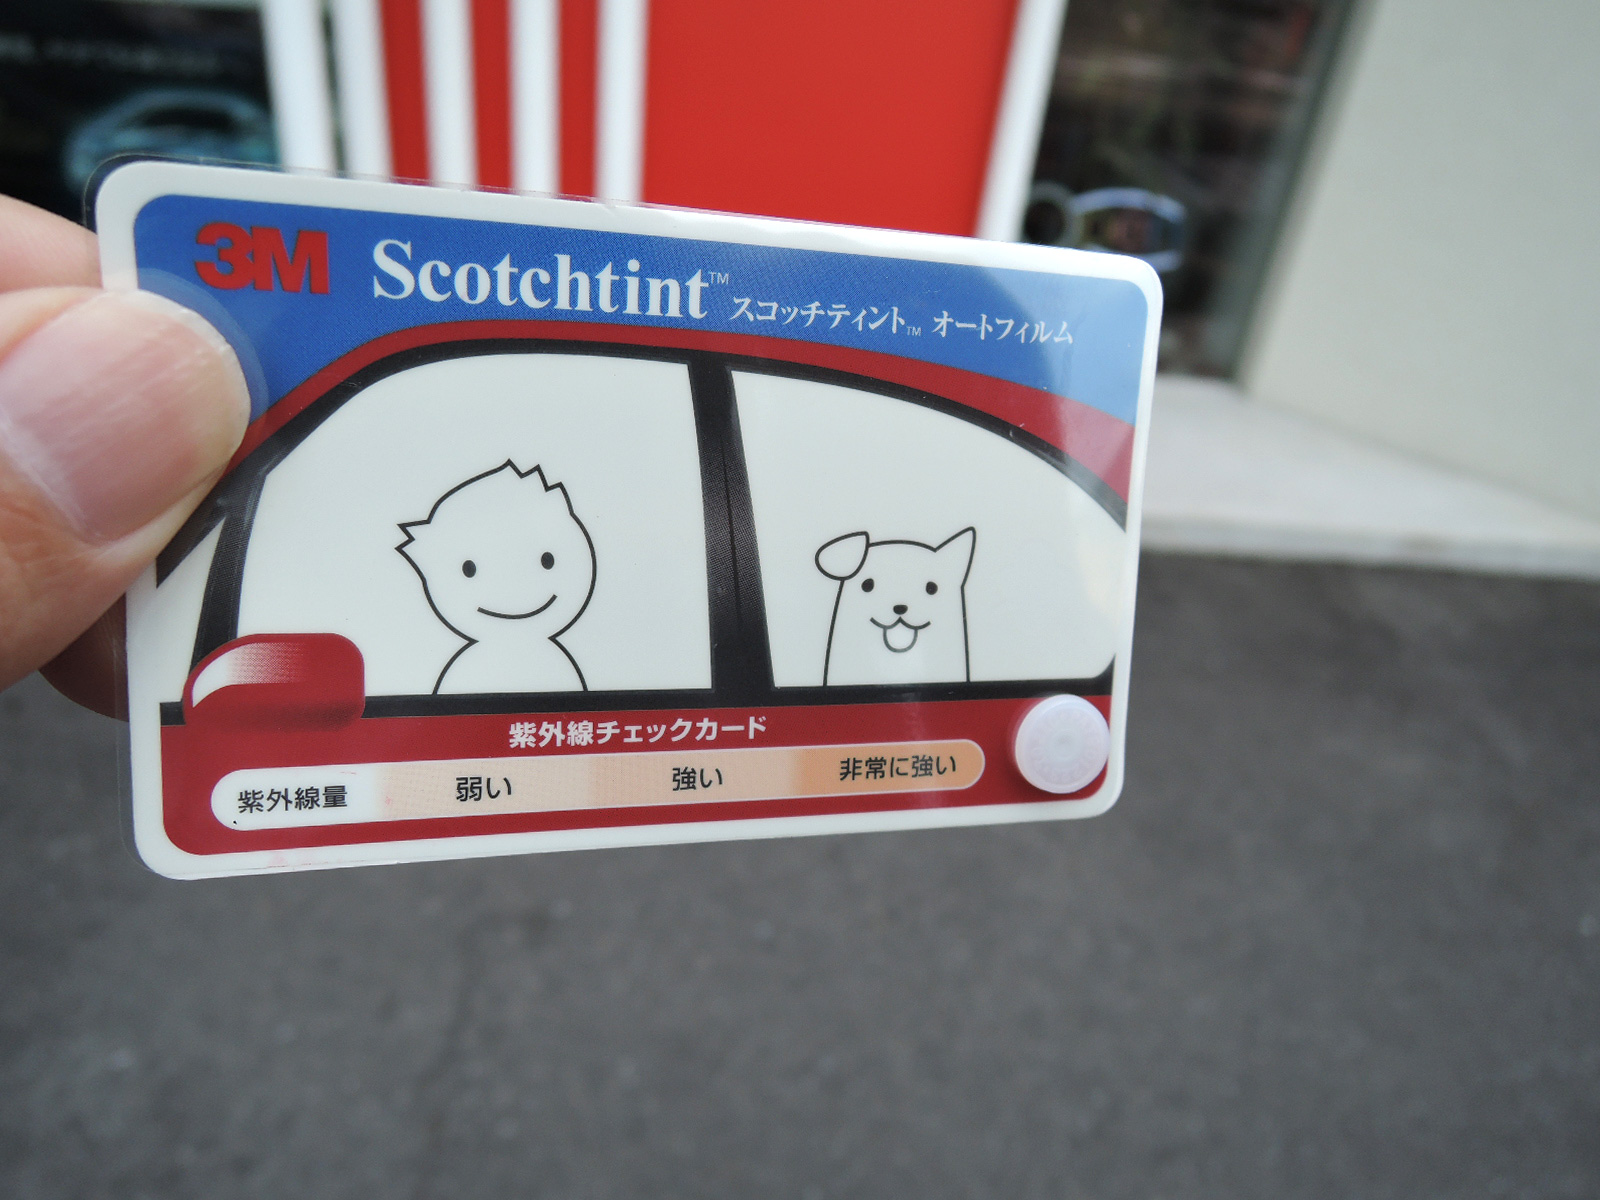 3M Scotchtint™ スコッチティント™ オートフィルム
紫外線チェックカード
紫外線量 弱い 強い 非常に強い